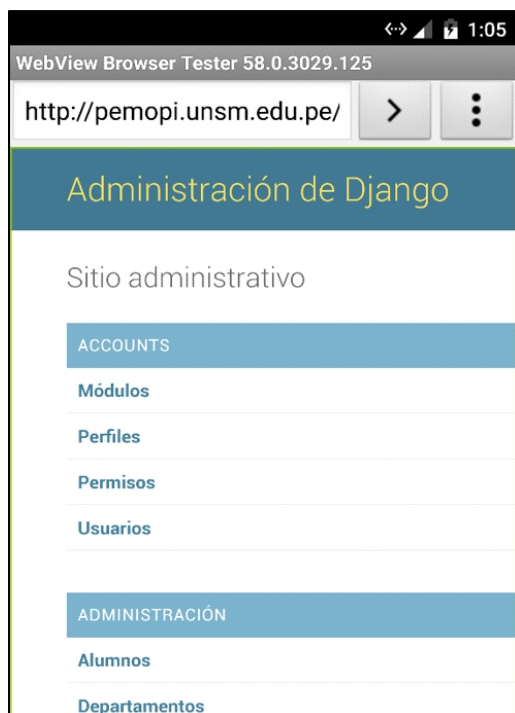 1:05
WebView Browser Tester 58.0.3029.125
http://pemopi.unsm.edu.pe/
Administración de Django
Sitio administrativo
ACCOUNTS
Módulos
Perfiles
Permisos
Usuarios
ADMINISTRACIÓN
Alumnos
Departamentos